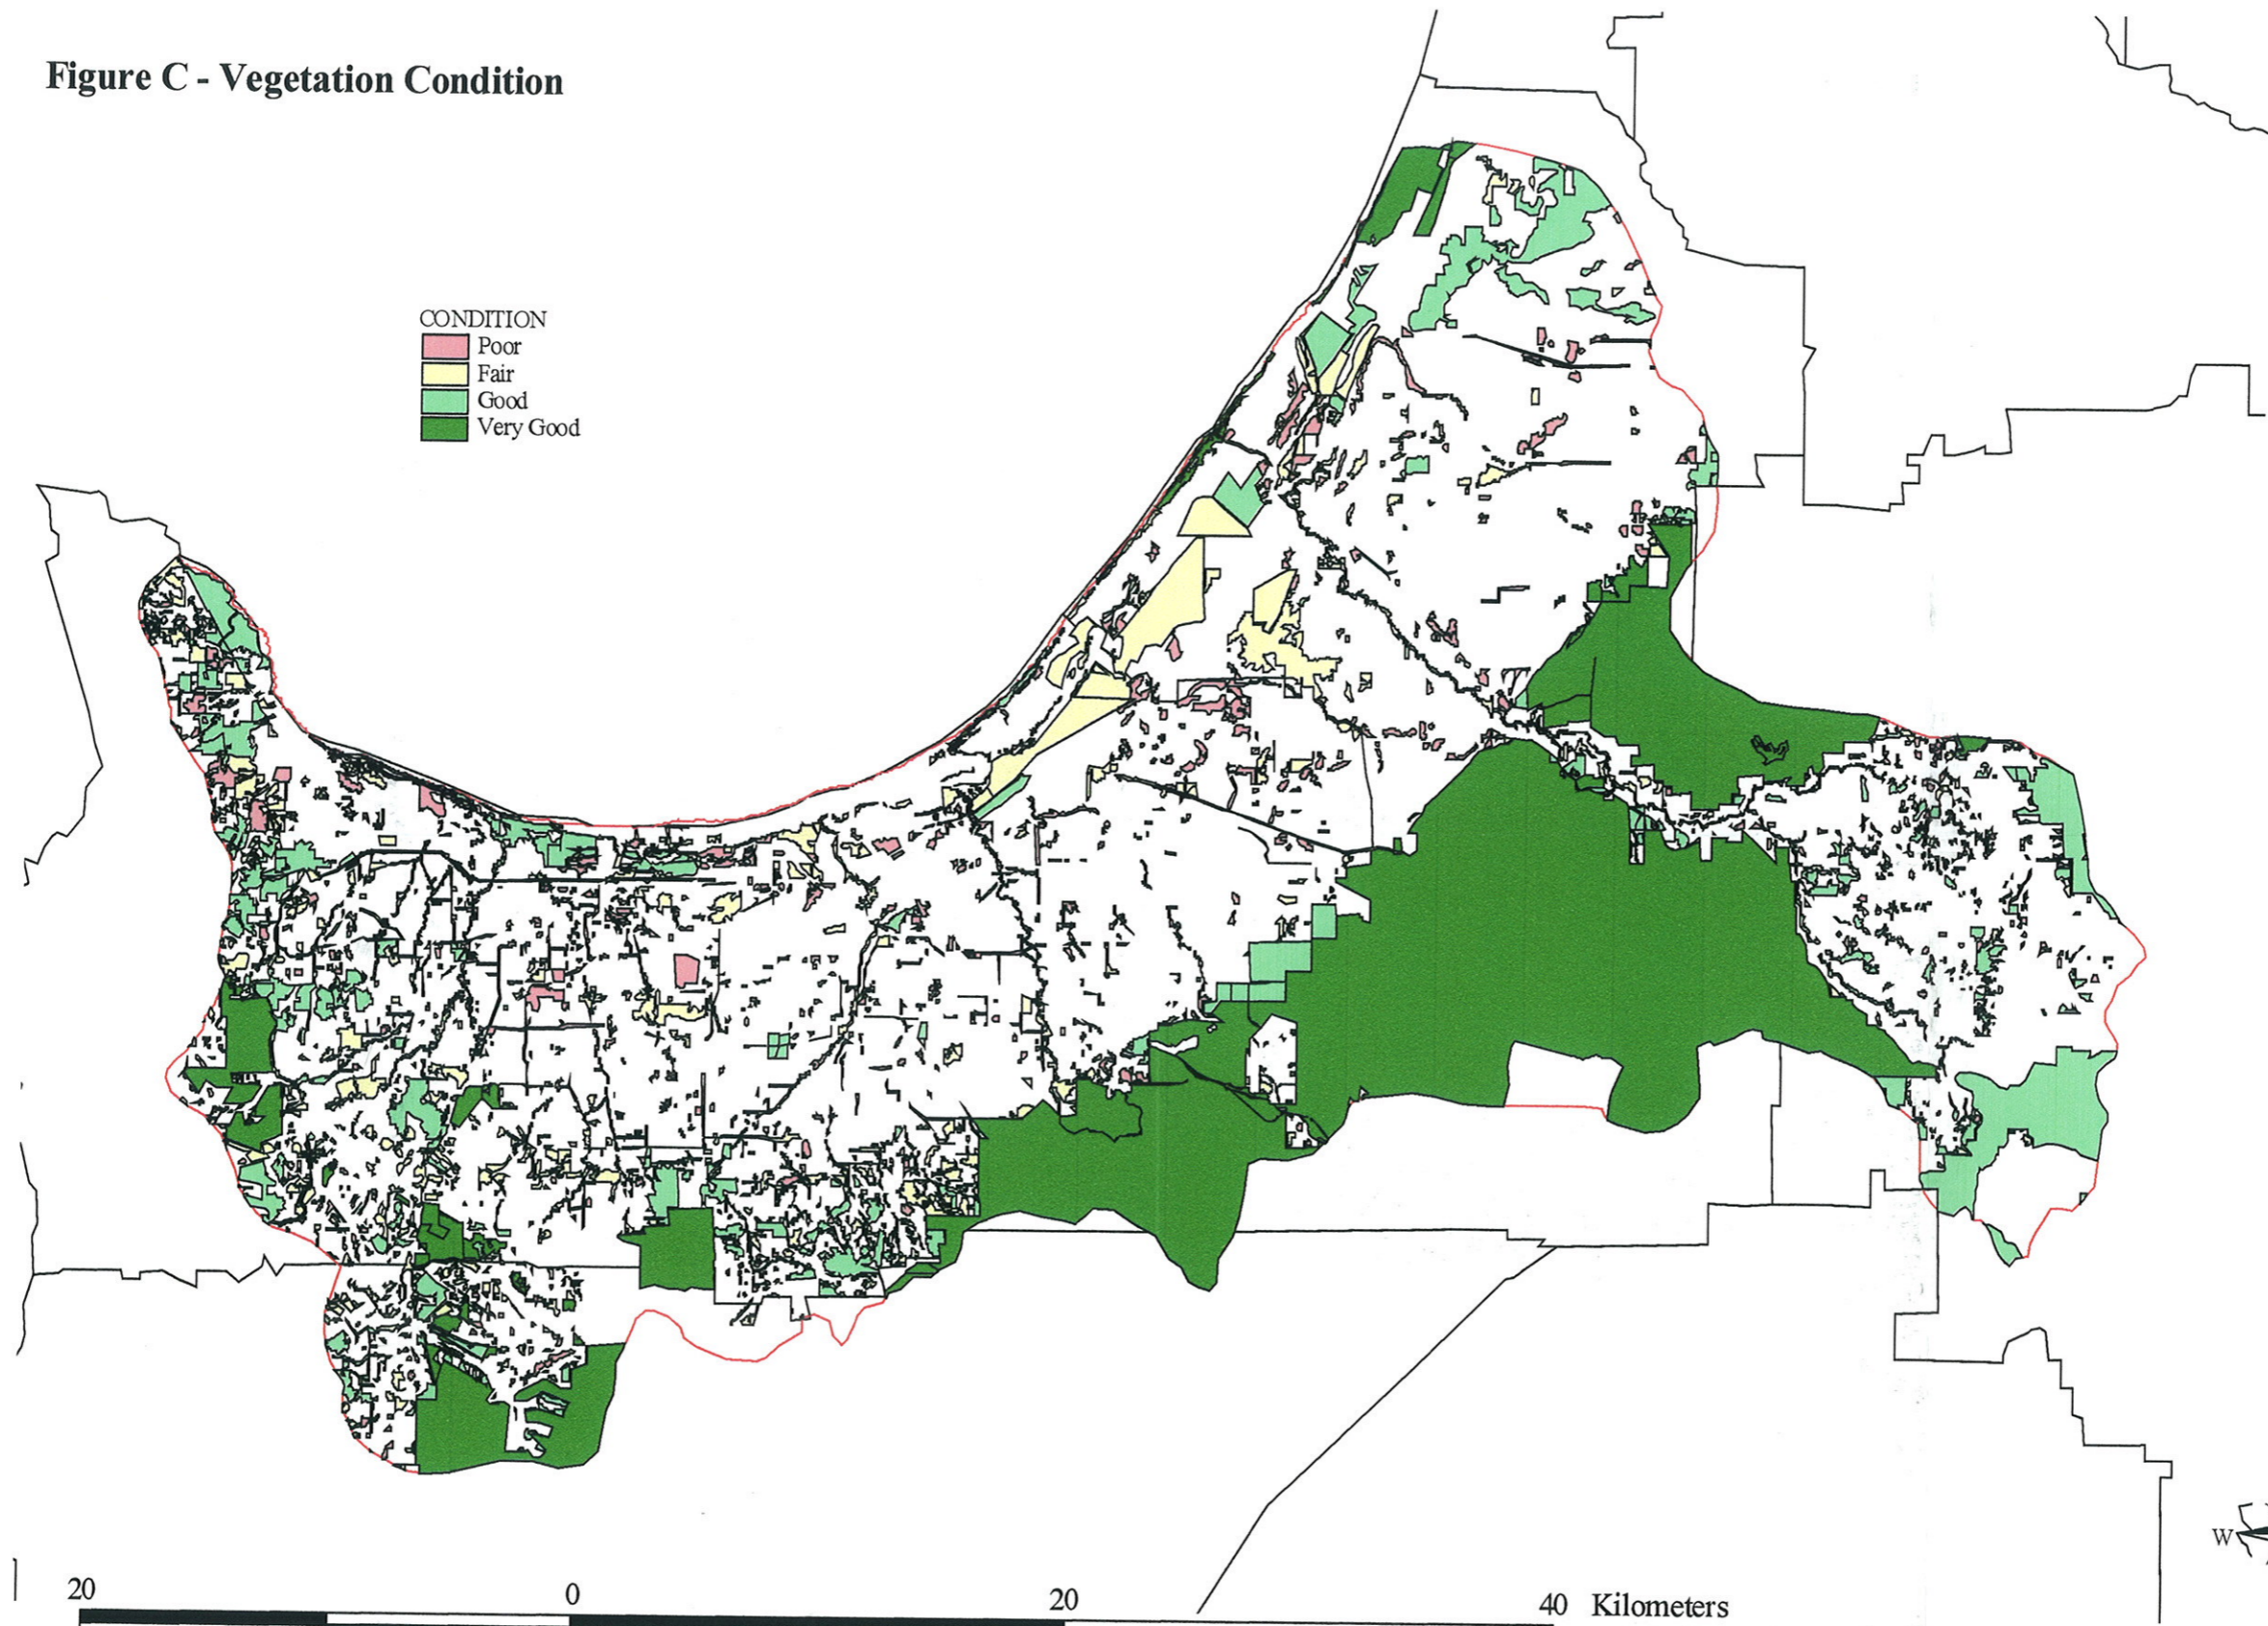 Figure C - Vegetation Condition
CONDITION
Poor
Fair
Good
Very Good
W
20 0 20 40 Kilometers